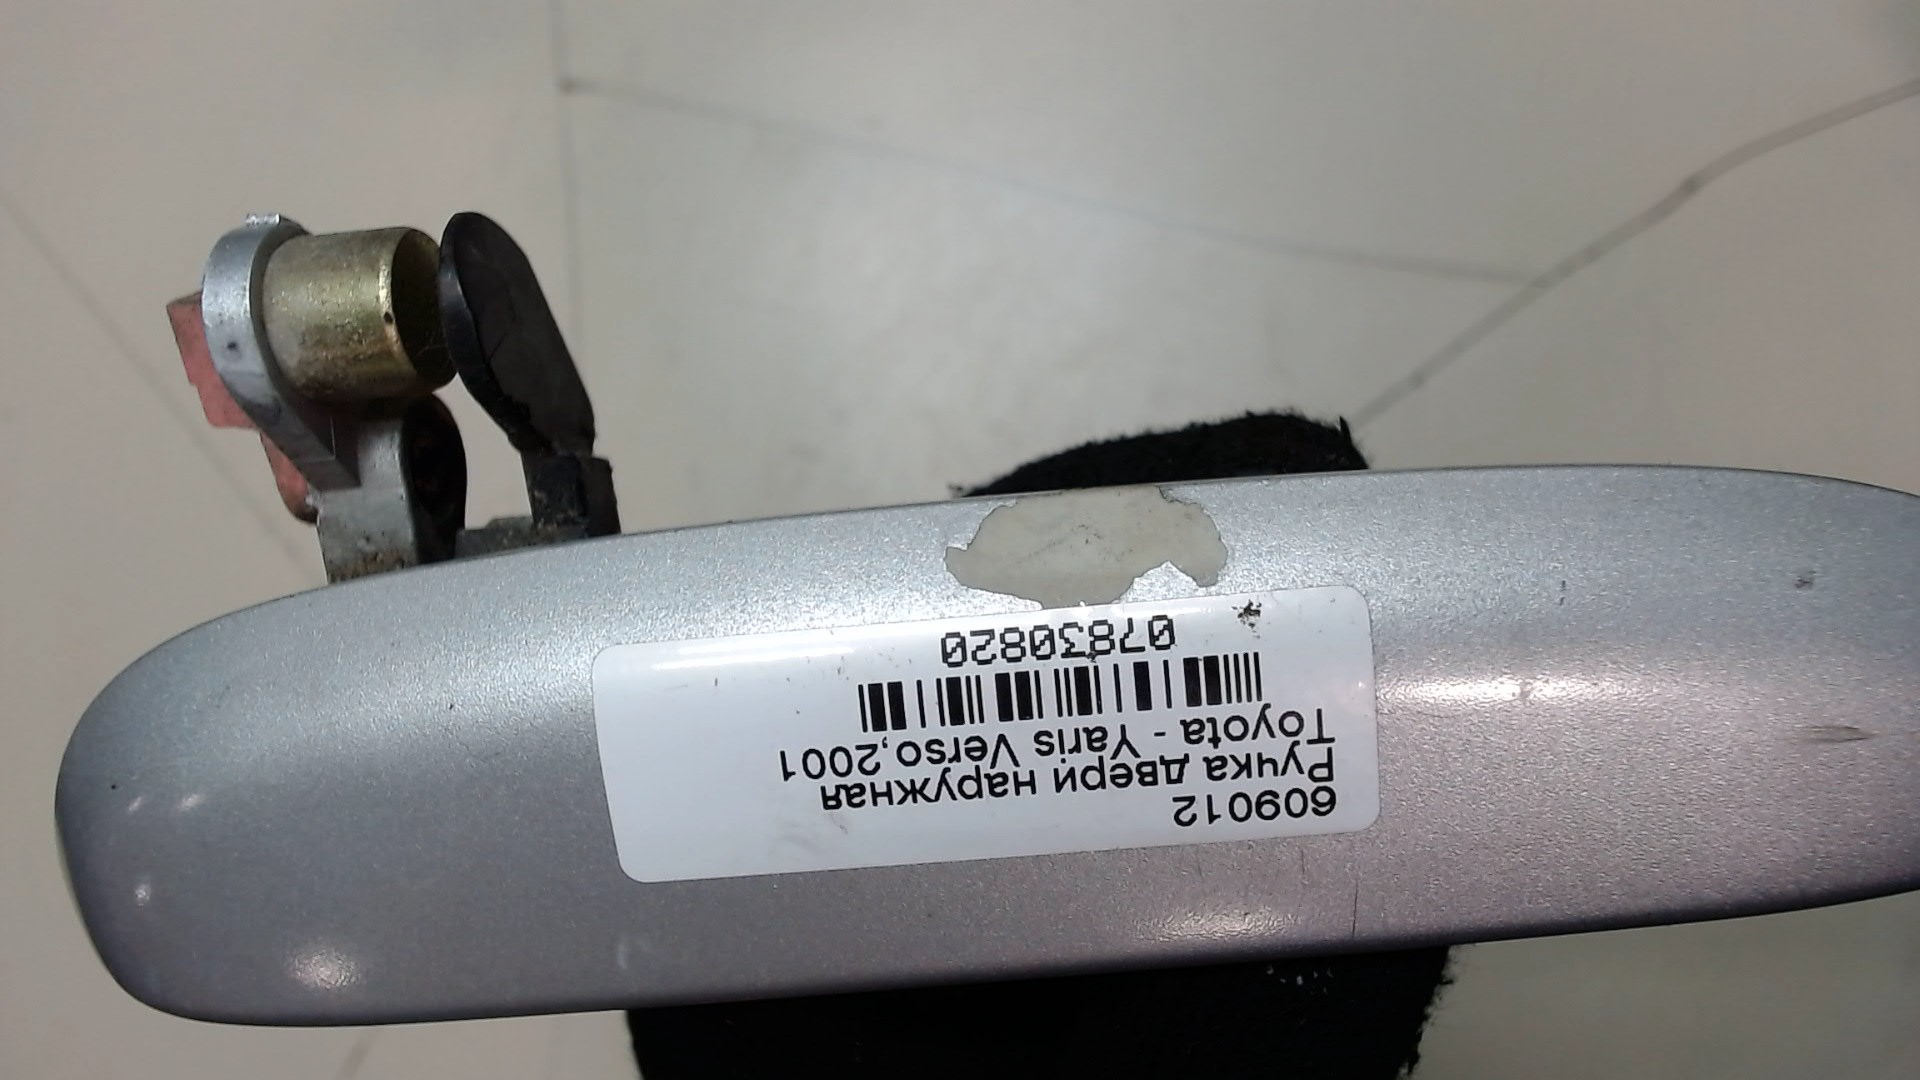 609012
Ручка двери наружная
Toyota - Yaris Verso,2001
07830820